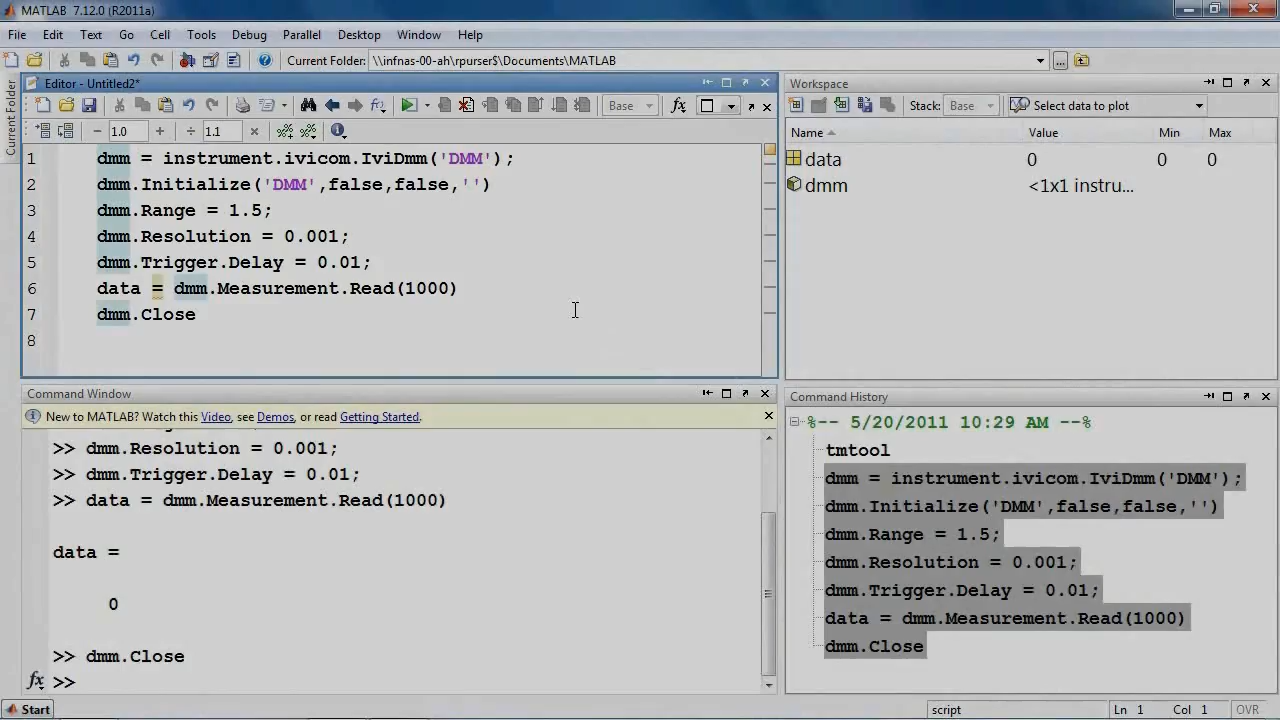 MATLAB 7.12.0 (R2011a)
File Edit Text Go Cell Tools Debug Parallel Desktop Window Help
Current Folder: \\infnas-00-ah\rpurser$\Documents\MATLAB
Current Folder
Editor - Untitled2*
Base
1.0
1.1
1 dmm = instrument.ivicom.IviDmm('DMM');
2 dmm.Initialize('DMM',false,false,'')
3 dmm.Range = 1.5;
4 dmm.Resolution = 0.001;
5 dmm.Trigger.Delay = 0.01;
6 data = dmm.Measurement.Read(1000)
7 dmm.Close
8
Workspace
Stack: Base Select data to plot
Name Value Min Max
data 0 0 0
dmm <1x1 instru...
Command Window
New to MATLAB? Watch this Video, see Demos, or read Getting Started.
>> dmm.Resolution = 0.001;
>> dmm.Trigger.Delay = 0.01;
>> data = dmm.Measurement.Read(1000)
data =
0
>> dmm.Close
fx >>
Command History
%-- 5/20/2011 10:29 AM --%
tmtool
dmm = instrument.ivicom.IviDmm('DMM');
dmm.Initialize('DMM',false,false,'')
dmm.Range = 1.5;
dmm.Resolution = 0.001;
dmm.Trigger.Delay = 0.01;
data = dmm.Measurement.Read(1000)
dmm.Close
Start
script Ln 1 Col 1 OVR